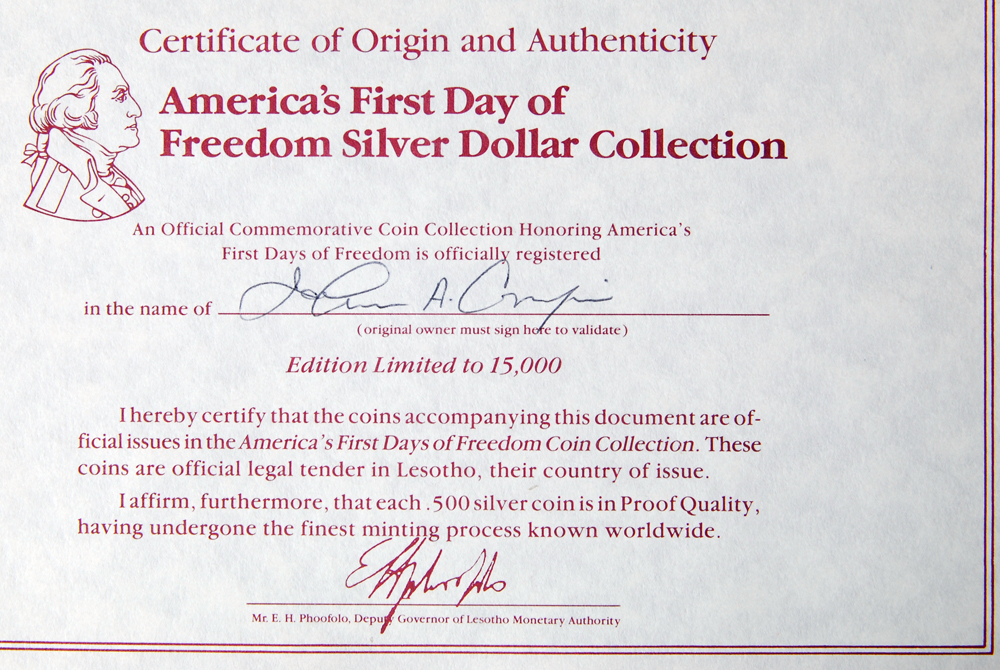 Certificate of Origin and Authenticity
America's First Day of
Freedom Silver Dollar Collection
An Official Commemorative Coin Collection Honoring America's
First Days of Freedom is officially registered
in the name of A.
(original owner must sign here to validate)
Edition Limited to 15,000
I hereby certify that the coins accompanying this document are of-
ficial issues in the America's First Days of Freedom Coin Collection. These
coins are official legal tender in Lesotho, their country of issue.
I affirm, furthermore, that each .500 silver coin is in Proof Quality,
having undergone the finest minting process known worldwide.
Mr. E. H. Phoofolo, Deputy Governor of Lesotho Monetary Authority